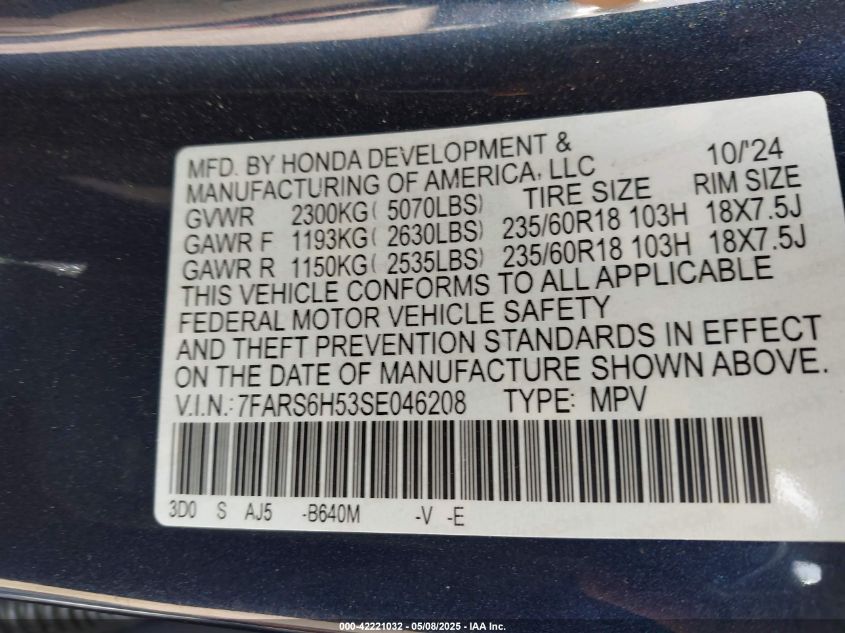 MFD. BY HONDA DEVELOPMENT & 10/'24
MANUFACTURING OF AMERICA, LLC
TIRE SIZE RIM SIZE
GVWR 2300KG( 5070LBS)
GAWR F 1193KG( 2630LBS) 235/60R18 103H 18X7.5J
GAWR R 1150KG( 2535LBS) 235/60R18 103H 18X7.5J
THIS VEHICLE CONFORMS TO ALL APPLICABLE
FEDERAL MOTOR VEHICLE SAFETY
AND THEFT PREVENTION STANDARDS IN EFFECT
ON THE DATE OF MANUFACTURE SHOWN ABOVE.
V.I.N.: 7FARS6H53SE046208 TYPE: MPV
3D0 S AJ5 -B640M -V -E
000-42221032 - 05/08/2025 - IAA Inc.